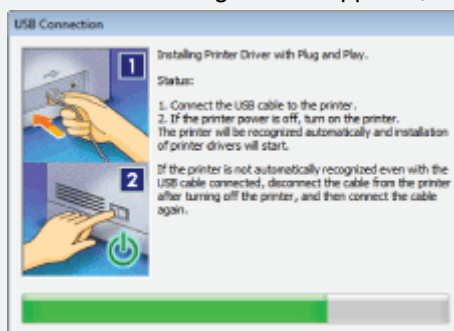 USB Connection
1
Installing Printer Driver with Plug and Play.
Status:
1. Connect the USB cable to the printer.
2. If the printer power is off, turn on the printer.
The printer will be recognized automatically and installation
of printer drivers will start.
2
If the printer is not automatically recognized even with the
USB cable connected, disconnect the cable from the printer
after turning off the printer, and then connect the cable
again.